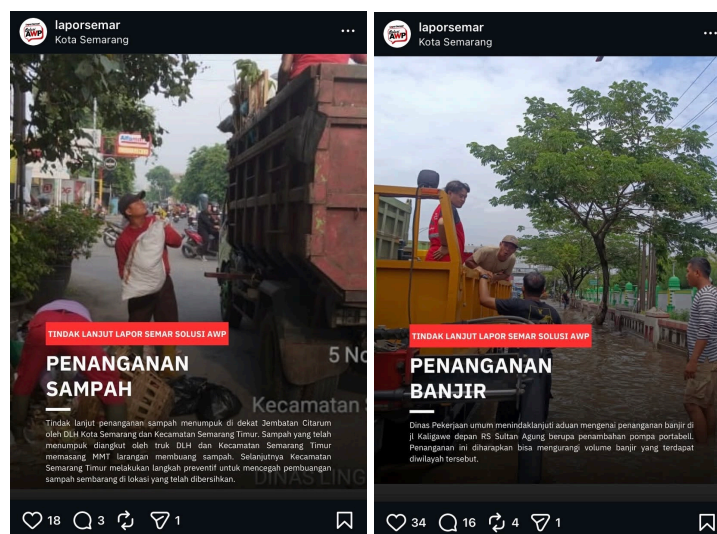 laporsemar
Kota Semarang
TINDAK LANJUT LAPOR SEMAR SOLUSI AWP
PENANGANAN
SAMPAH
5 No
Kecamatan S
Tindak lanjut penanganan sampah menumpuk di dekat Jembatan Citarum
oleh DLH Kota Semarang dan Kecamatan Semarang Timur. Sampah yang telah
menumpuk diangkut oleh truk DLH dan Kecamatan Semarang Timur
memasang MMT larangan membuang sampah. Selanjutnya Kecamatan
Semarang Timur melakukan langkah preventif untuk mencegah pembuangan
sampah sembarang di lokasi yang telah dibersihkan.
DINAS LING
18 3 1
laporsemar
Kota Semarang
TINDAK LANJUT LAPOR SEMAR SOLUSI AWP
PENANGANAN
BANJIR
Dinas Pekerjaan umum menindaklanjuti aduan mengenai penanganan banjir di
jl Kaligawe depan RS Sultan Agung berupa penambahan pompa portabell.
Penanganan ini diharapkan bisa mengurangi volume banjir yang terdapat
diwilayah tersebut.
34 16 4 1